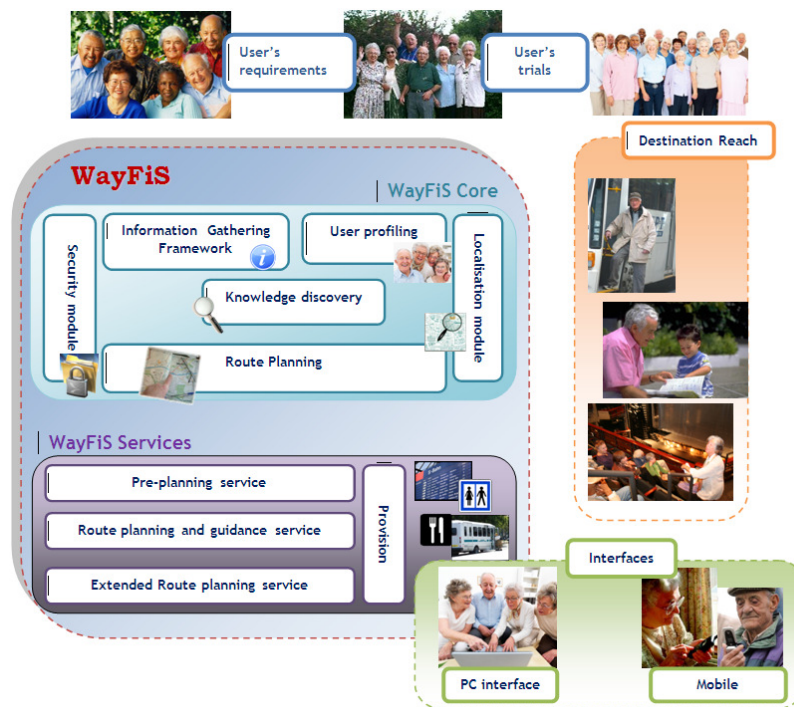 User's
requirements
User's
trials
Destination Reach
WayFiS
WayFiS Core
Security module
Information Gathering
Framework
i
User profiling
Localisation module
Knowledge discovery
Route Planning
WayFiS Services
Pre-planning service
Route planning and guidance service
Extended Route planning service
Provision
Interfaces
PC interface
Mobile